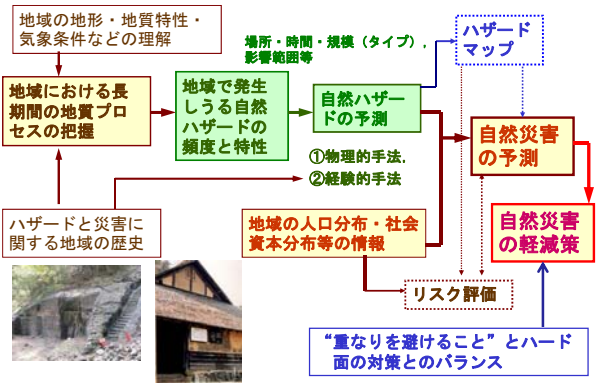 地域の地形・地質特性・
気象条件などの理解
場所・時間・規模（タイプ）,
影響範囲等
ハザード
マップ
地域における長
期間の地質プロ
セスの把握
地域で発生
しうる自然
ハザードの
頻度と特性
自然ハザー
ドの予測
自然災害
の予測
①物理的手法,
②経験的手法
ハザードと災害に
関する地域の歴史
地域の人口分布・社会
資本分布等の情報
自然災害
の軽減策
リスク評価
“重なりを避けること”とハード
面の対策とのバランス